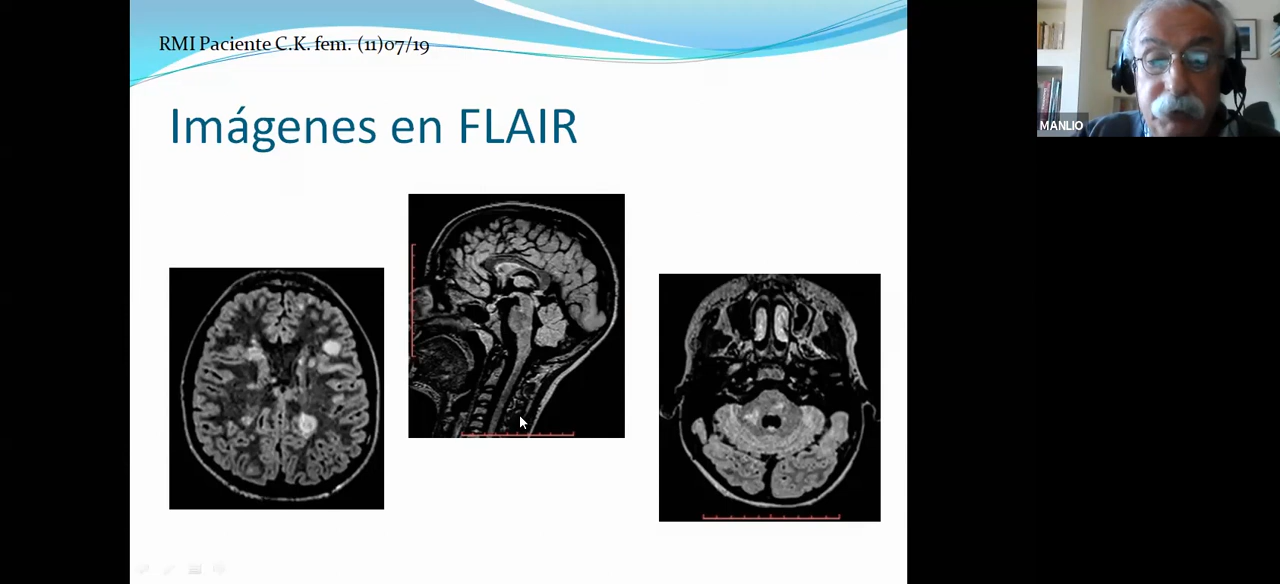 RMI Paciente C.K. fem. (11)07/19
Imágenes en FLAIR
MANLIO